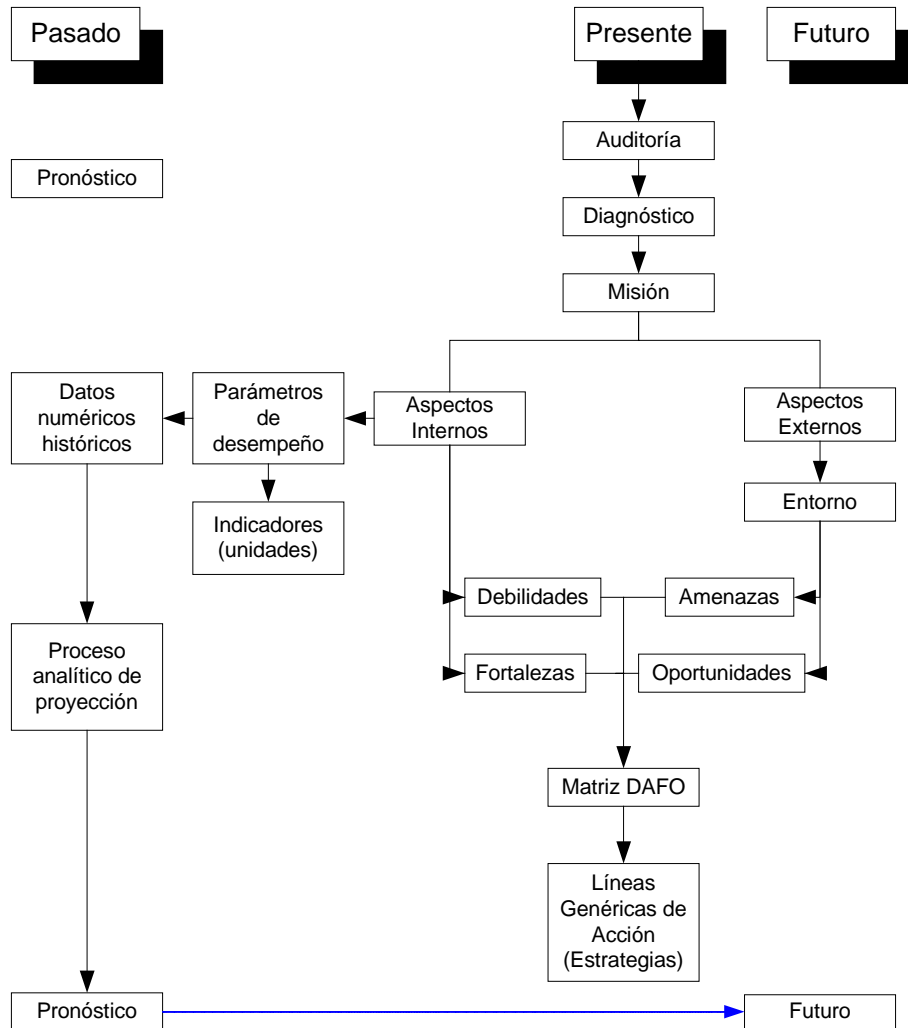 Pasado
Presente
Futuro
Auditoría
Pronóstico
Diagnóstico
Misión
Datos
numéricos
históricos
Parámetros
de
desempeño
Aspectos
Internos
Aspectos
Externos
Entorno
Indicadores
(unidades)
Debilidades
Amenazas
Proceso
analítico de
proyección
Fortalezas
Oportunidades
Matriz DAFO
Líneas
Genéricas de
Acción
(Estrategias)
Pronóstico
Futuro